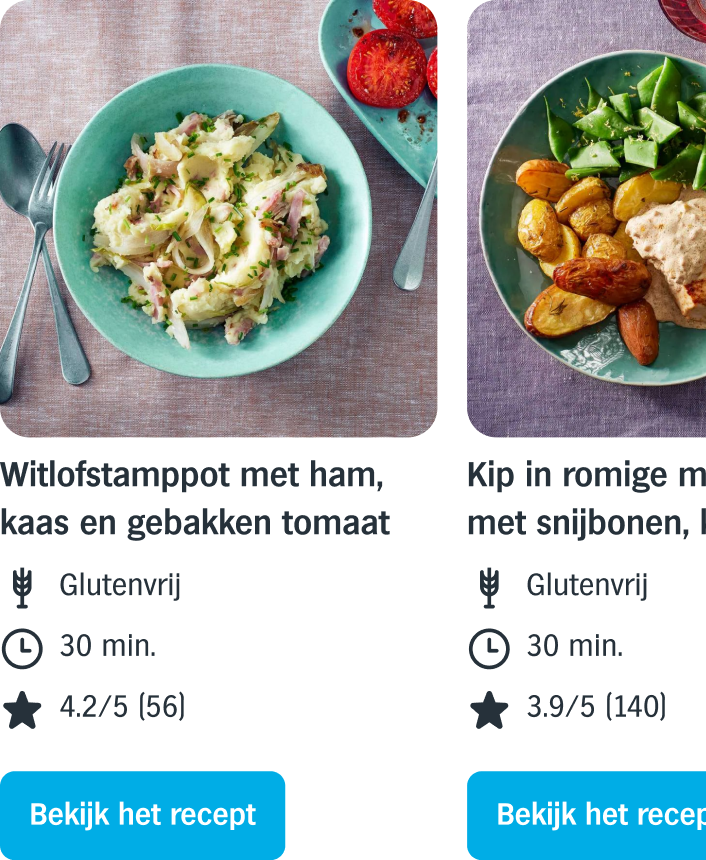 Witlofstamppot met ham,
kaas en gebakken tomaat
Glutenvrij
30 min.
4.2/5 (56)
Bekijk het recept
Kip in romige
met snijbonen,
Glutenvrij
30 min.
3.9/5 (140)
Bekijk het